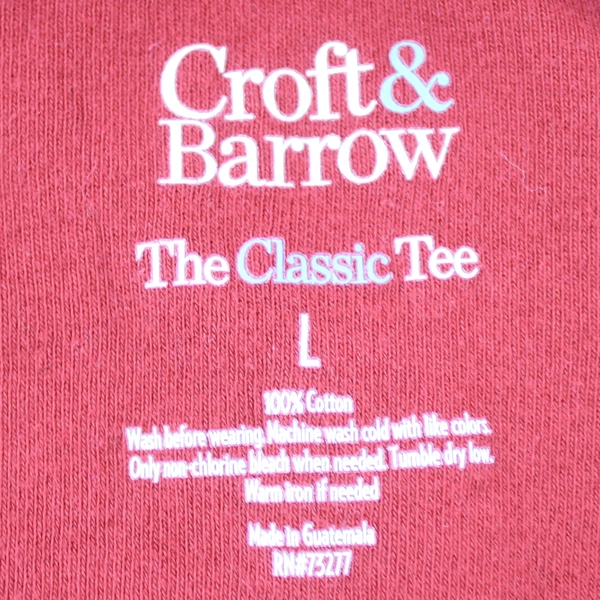 Croft &
Barrow
The Classic Tee
L
100% Cotton
Wash before wearing. Machine wash cold with like colors.
Only non-chlorine bleach when needed. Tumble dry low.
Warm iron if needed
Made in Guatemala
RN#73277